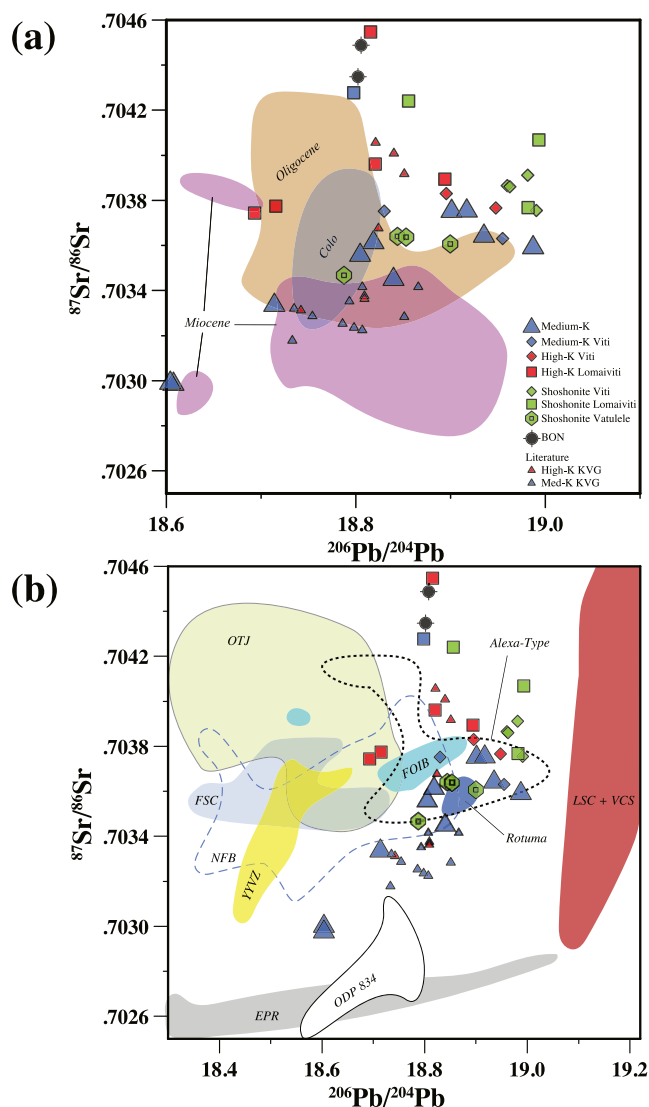 (a)
.7046
.7042
.7038
.7034
.7030
.7026
87Sr/86Sr
Oligocene
Colo
Miocene
Medium-K
Medium-K Viti
High-K Viti
High-K Lomaiviti
Shoshonite Viti
Shoshonite Lomaiviti
Shoshonite Vatulele
BON
Literature
High-K KVG
Med-K KVG
18.6
18.8
19.0
206Pb/204Pb
(b)
.7046
.7042
.7038
.7034
.7030
.7026
87Sr/86Sr
OTJ
Alexa-Type
FOIB
FSC
LSC + VCS
Rotuma
NFB
YYVZ
ODP 834
EPR
18.4
18.6
18.8
19.0
19.2
206Pb/204Pb